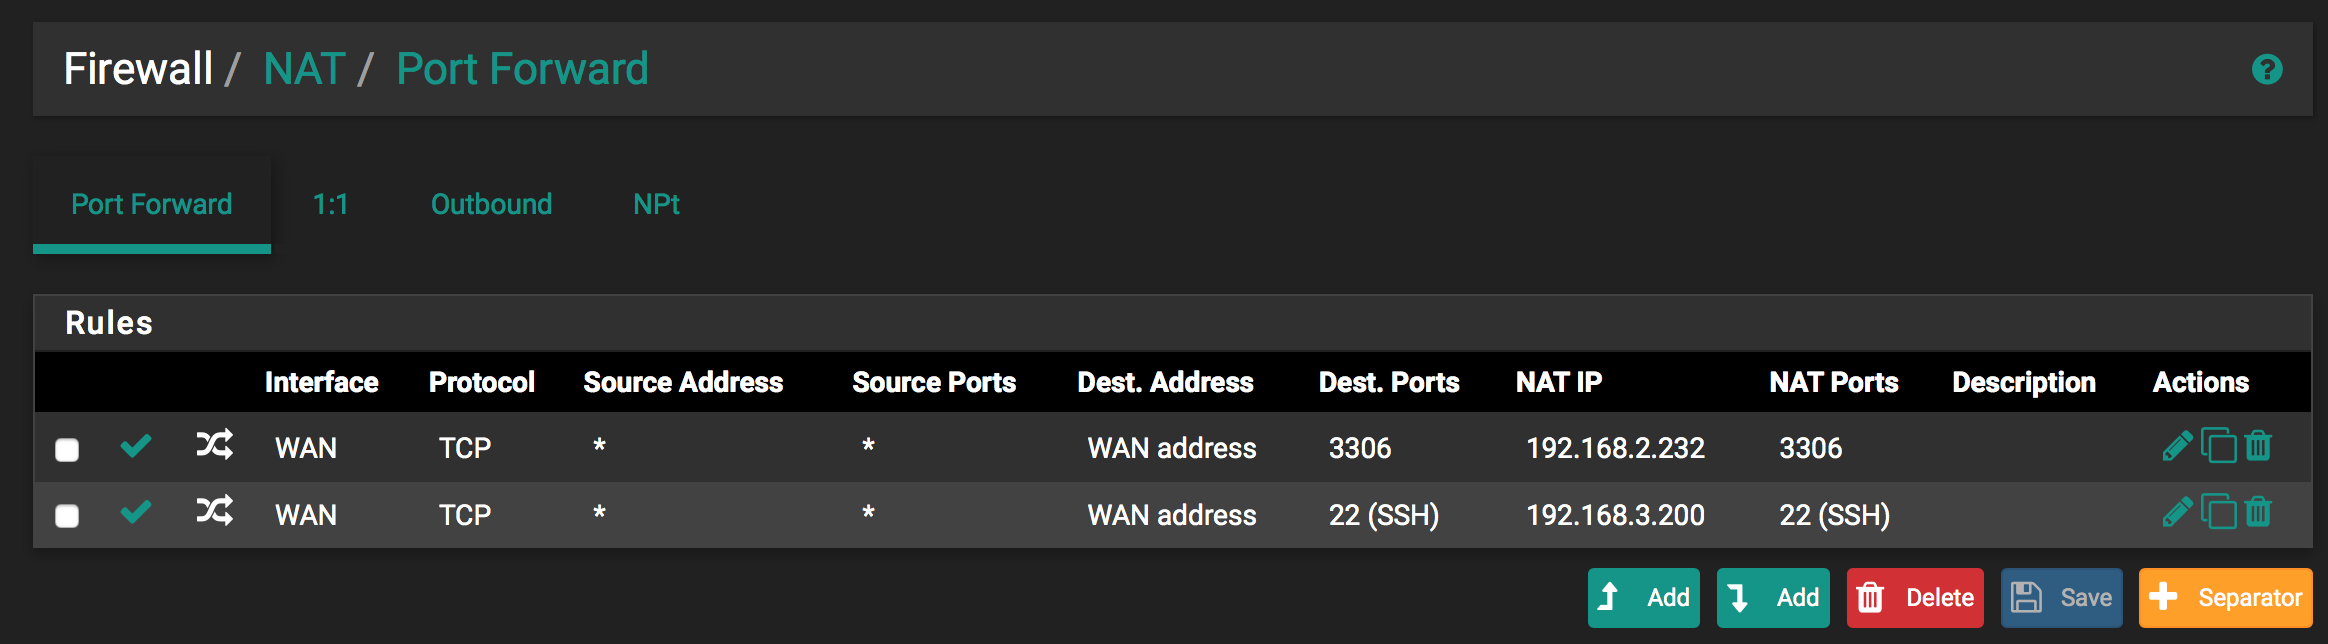 Firewall / NAT / Port Forward
Port Forward 1:1 Outbound NPt
Rules
Interface Protocol Source Address Source Ports Dest. Address Dest. Ports NAT IP NAT Ports Description Actions
WAN TCP * * WAN address 3306 192.168.2.232 3306
WAN TCP * * WAN address 22 (SSH) 192.168.3.200 22 (SSH)
Add Add Delete Save Separator